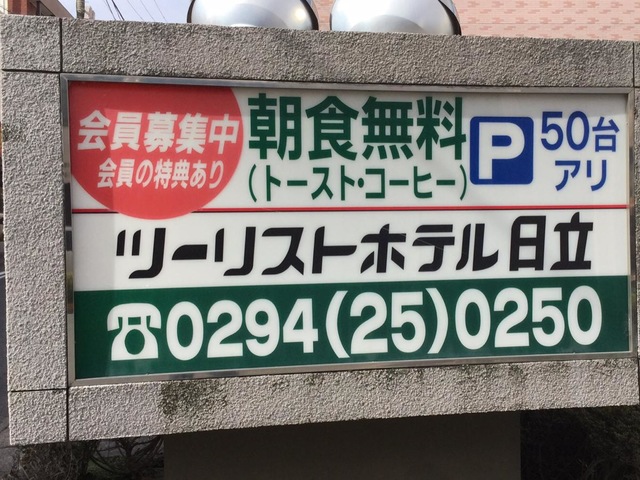 会員募集中
会員の特典あり
朝食無料
(トースト・コーヒー)
P
50台
アリ
ツーリストホテル日立
☎0294(25)0250